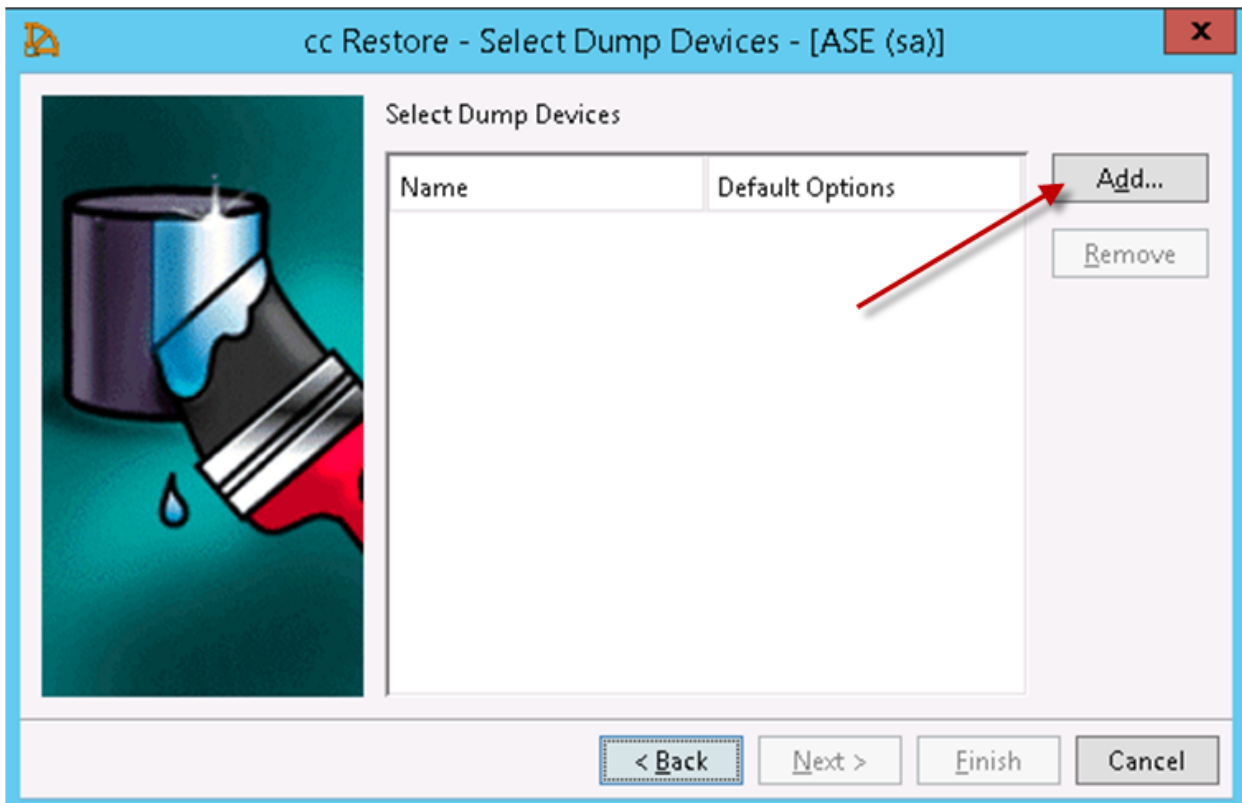 cc Restore - Select Dump Devices - [ASE (sa)]
x
Select Dump Devices
Name Default Options
Add...
Remove
< Back Next > Finish Cancel